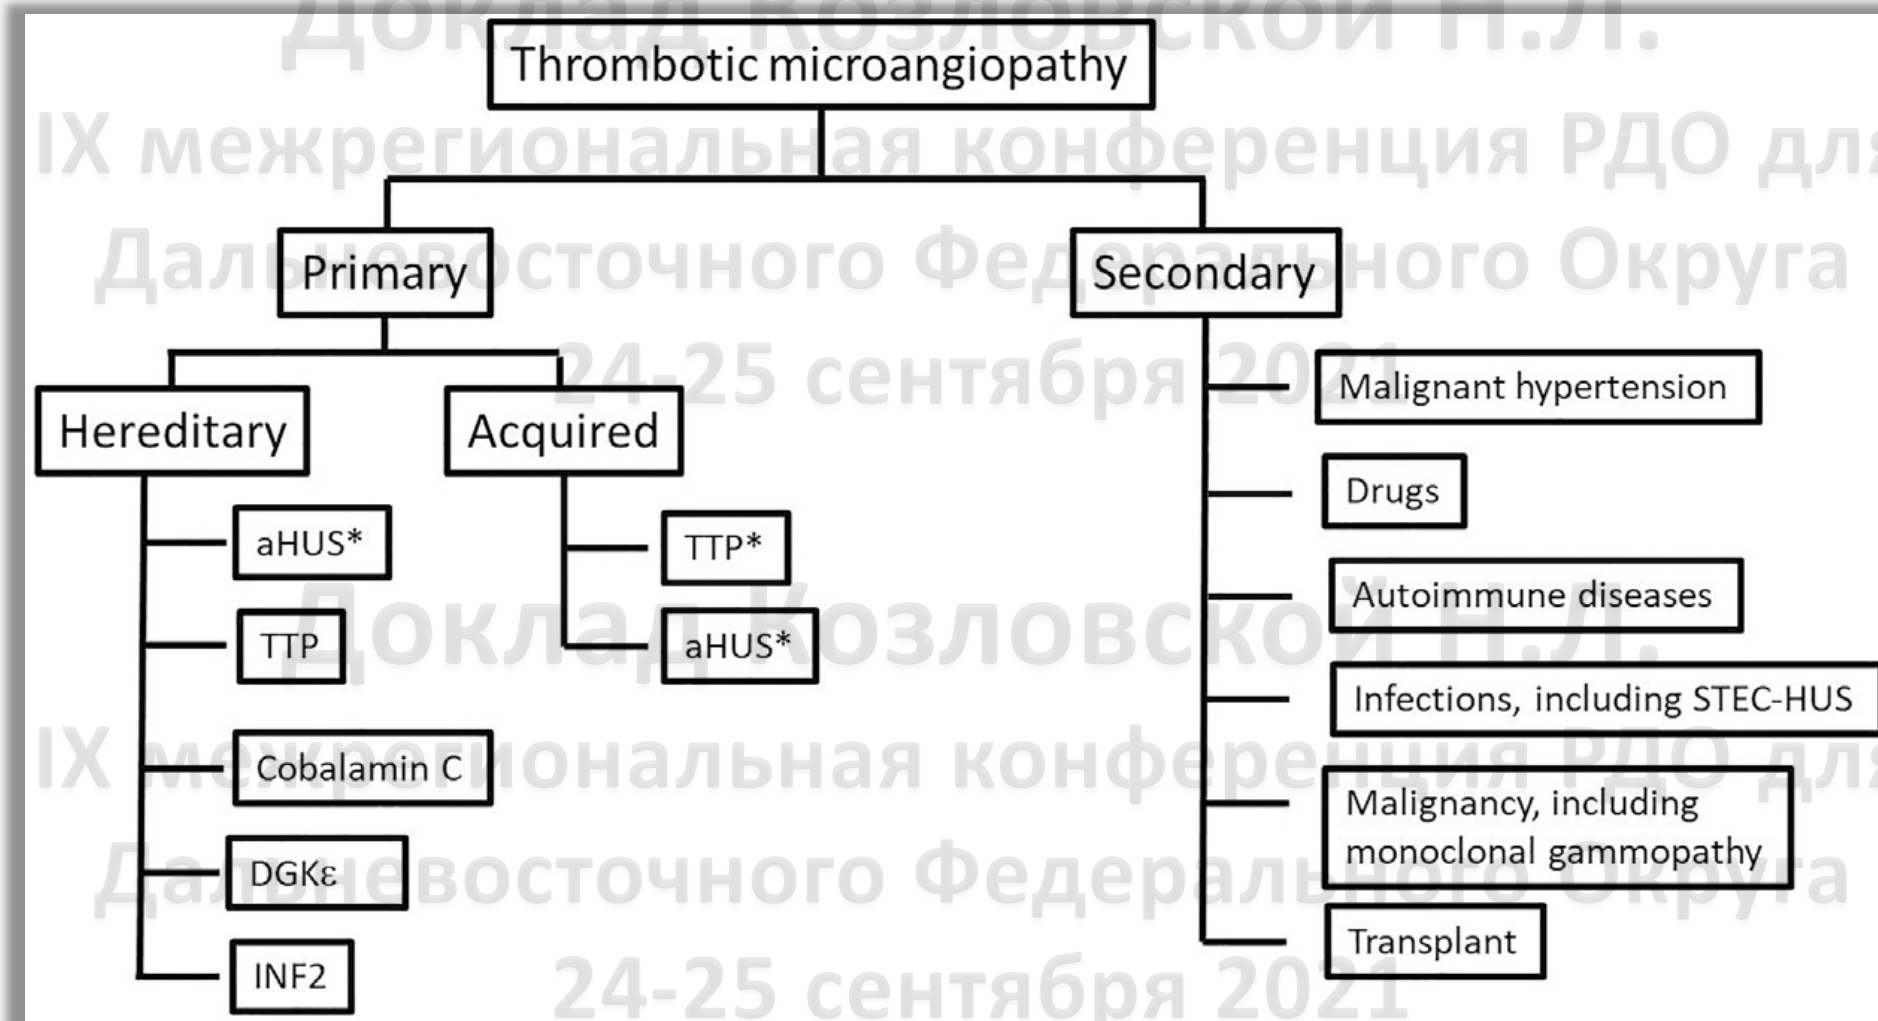 Доклад Козловской Н.Л.
Thrombotic microangiopathy
IX межрегиональная конференция РДО для
Primary
Secondary
Дальневосточного Федерального Округа
24-25 сентября 2021
Hereditary
Acquired
aHUS*
TTP
Cobalamin C
DGKε
INF2
TTP*
aHUS*
Malignant hypertension
Drugs
Autoimmune diseases
Infections, including STEC-HUS
Malignancy, including
monoclonal gammopathy
Transplant
Доклад Козловской Н.Л.
IX межрегиональная конференция РДО для
Дальневосточного Федерального Округа
24-25 сентября 2021